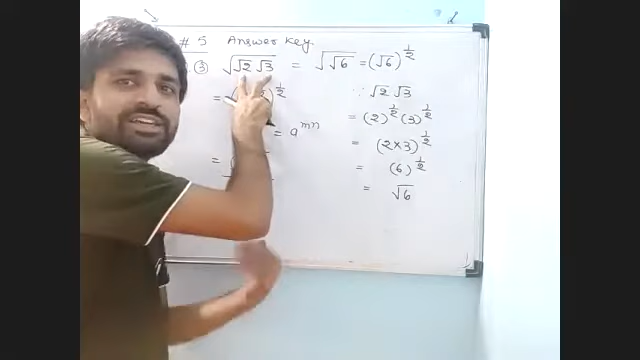 # 5 Answer key.
③ √(√2 √3) = √√6 = (√6)^½
= )^½ ∵ √2 √3
= a^mn = (2)^½ (3)^½
= = (2×3)^½
= (6)^½
= √6